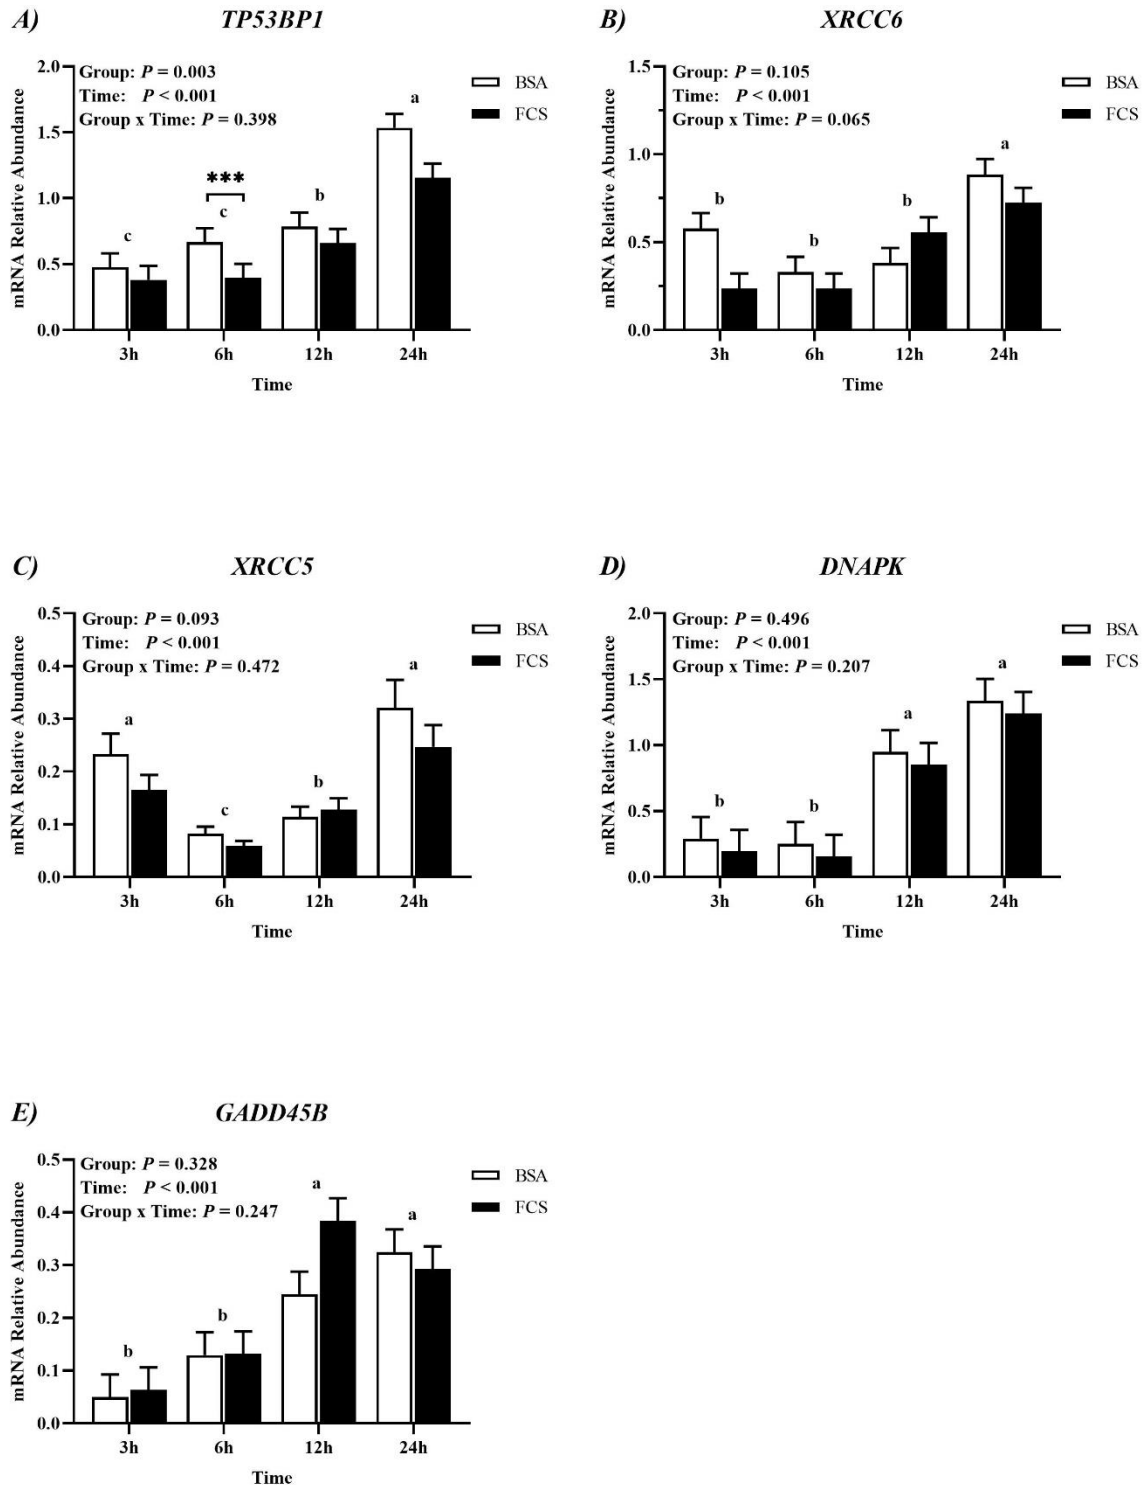 A) TP53BP1
mRNA Relative Abundance
2.0
1.5
1.0
0.5
0.0
Group: P = 0.003
Time: P < 0.001
Group x Time: P = 0.398
BSA
FCS
c
***
c
b
a
3h 6h 12h 24h
Time
B) XRCC6
mRNA Relative Abundance
1.5
1.0
0.5
0.0
Group: P = 0.105
Time: P < 0.001
Group x Time: P = 0.065
BSA
FCS
b
b
b
a
3h 6h 12h 24h
Time
C) XRCC5
mRNA Relative Abundance
0.5
0.4
0.3
0.2
0.1
0.0
Group: P = 0.093
Time: P < 0.001
Group x Time: P = 0.472
BSA
FCS
a
c
b
a
3h 6h 12h 24h
Time
D) DNAPK
mRNA Relative Abundance
2.0
1.5
1.0
0.5
0.0
Group: P = 0.496
Time: P < 0.001
Group x Time: P = 0.207
BSA
FCS
b
b
a
a
3h 6h 12h 24h
Time
E) GADD45B
mRNA Relative Abundance
0.5
0.4
0.3
0.2
0.1
0.0
Group: P = 0.328
Time: P < 0.001
Group x Time: P = 0.247
BSA
FCS
b
b
a
a
3h 6h 12h 24h
Time